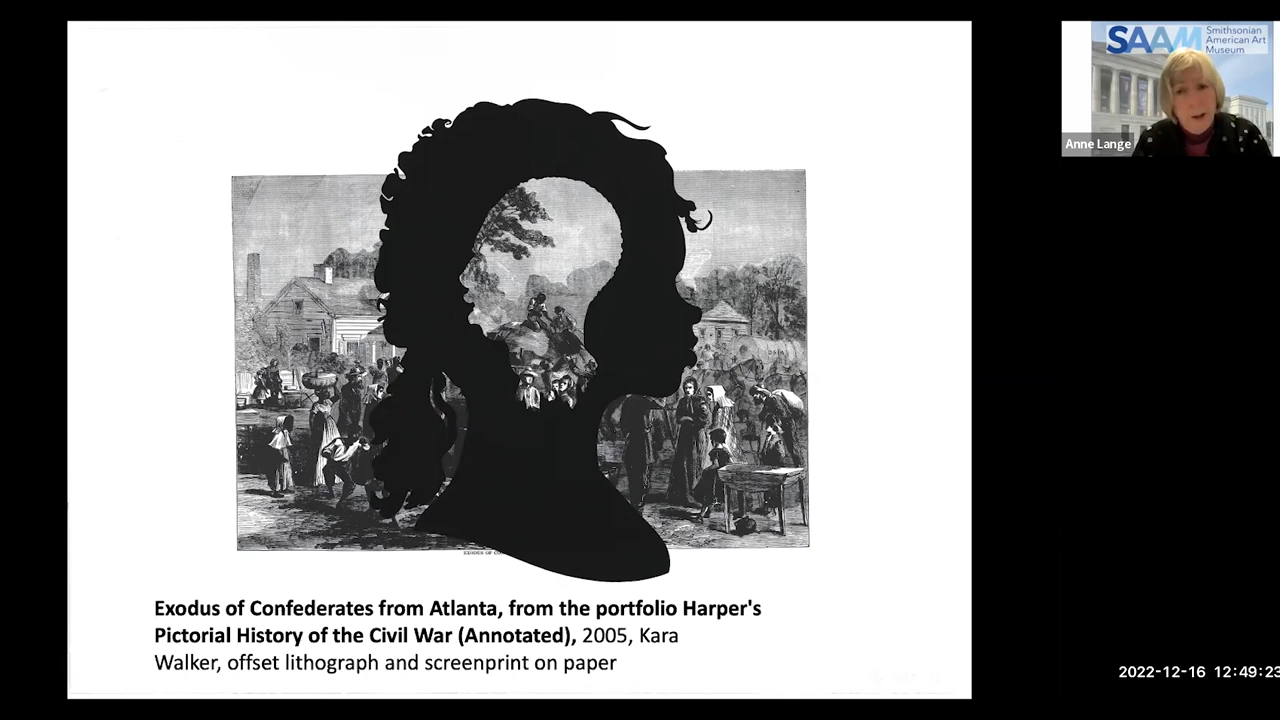 SAAM
Smithsonian
American Art
Museum
Anne Lange
EXODUS OF
Exodus of Confederates from Atlanta, from the portfolio Harper's
Pictorial History of the Civil War (Annotated), 2005, Kara
Walker, offset lithograph and screenprint on paper
2022-12-16 12:49:23